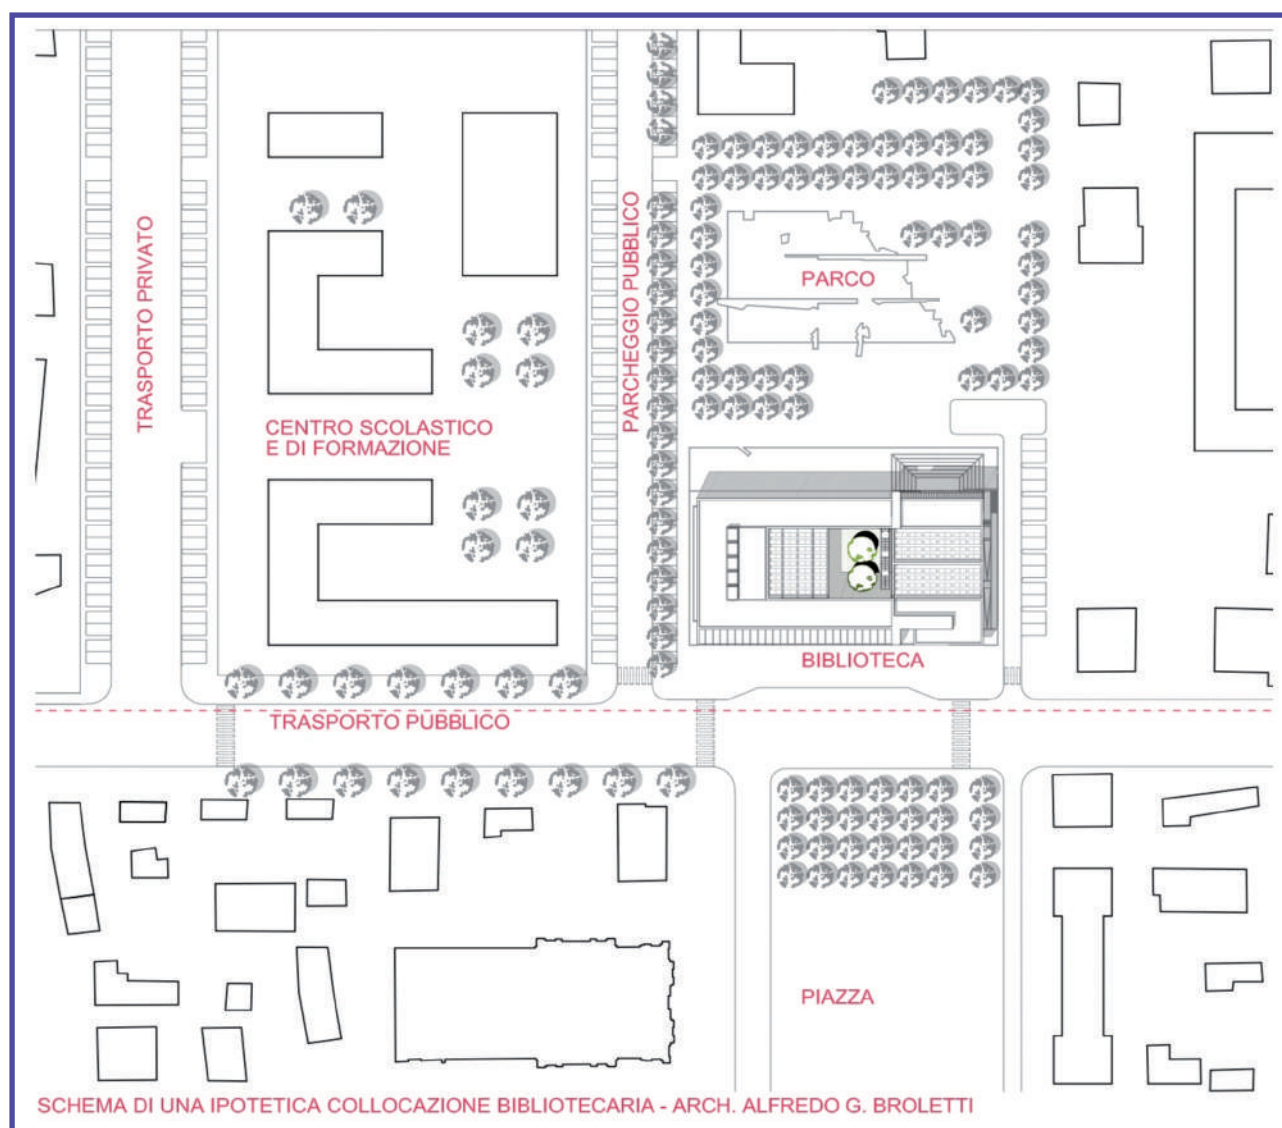 TRASPORTO PRIVATO
PARCHEGGIO PUBBLICO
PARCO
CENTRO SCOLASTICO
E DI FORMAZIONE
BIBLIOTECA
TRASPORTO PUBBLICO
PIAZZA
SCHEMA DI UNA IPOTETICA COLLOCAZIONE BIBLIOTECARIA - ARCH. ALFREDO G. BROLETTI